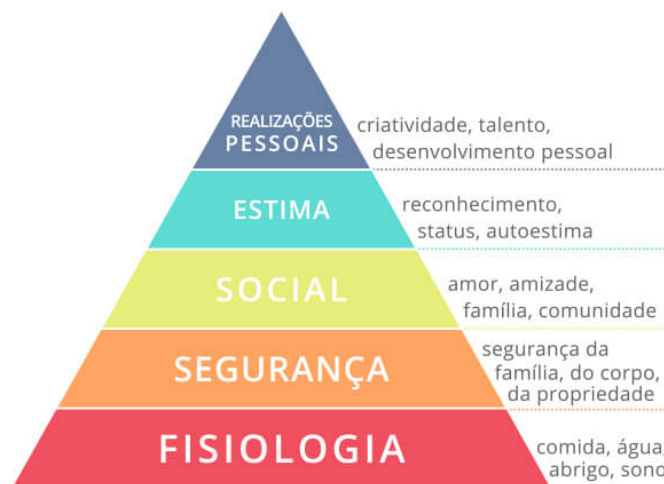 REALIZAÇÕES
PESSOAIS
criatividade, talento,
desenvolvimento pessoal
ESTIMA
reconhecimento,
status, autoestima
SOCIAL
amor, amizade,
família, comunidade
SEGURANÇA
segurança da
família, do corpo,
da propriedade
FISIOLOGIA
comida, água,
abrigo, sono